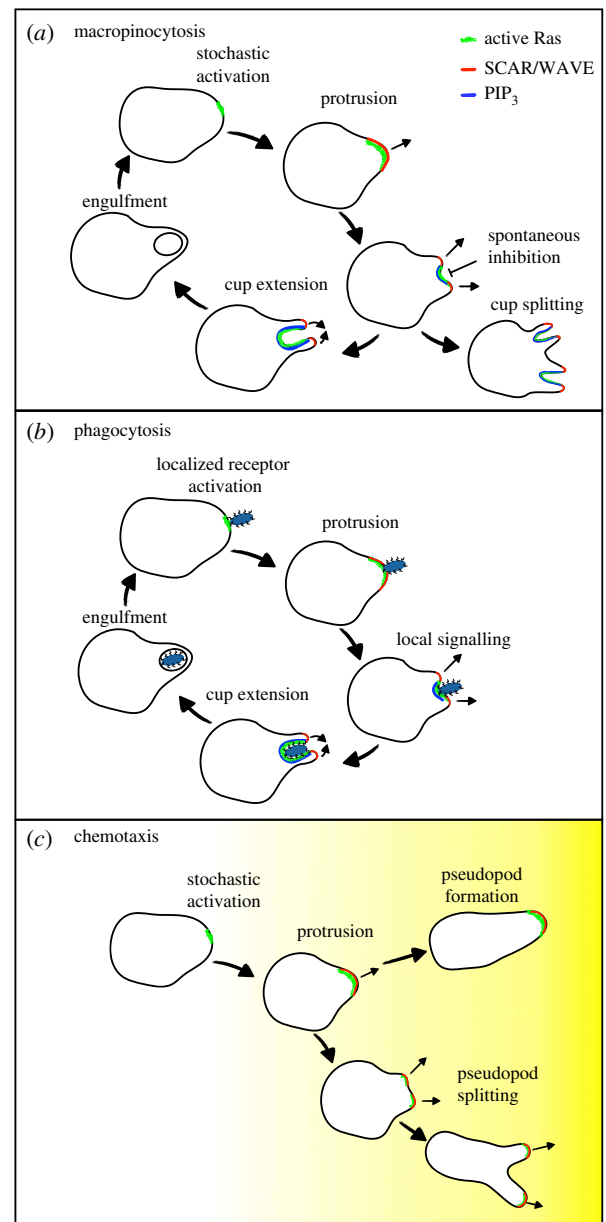 (a) macropinocytosis
active Ras
SCAR/WAVE
PIP3
stochastic
activation
protrusion
engulfment
spontaneous
inhibition
cup extension
cup splitting
(b) phagocytosis
localized receptor
activation
protrusion
engulfment
local signalling
cup extension
(c) chemotaxis
stochastic
activation
pseudopod
formation
protrusion
pseudopod
splitting